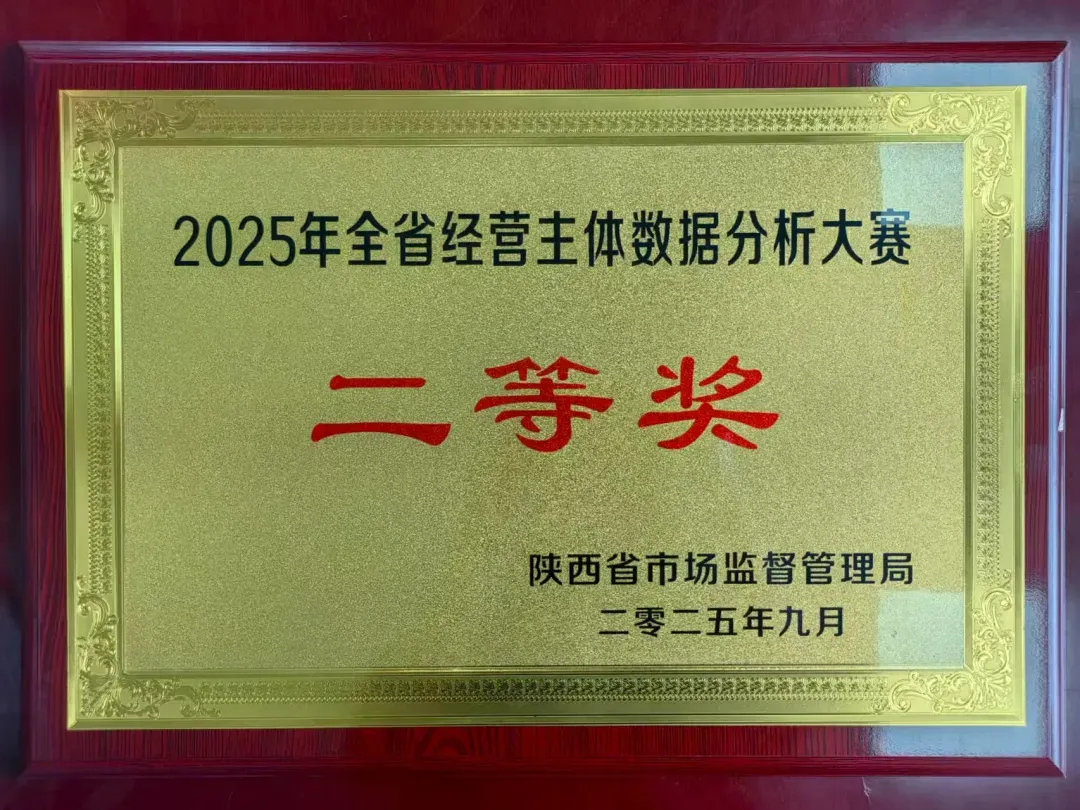 2025年全省经营主体数据分析大赛
二等奖
陕西省市场监督管理局
二零二五年九月